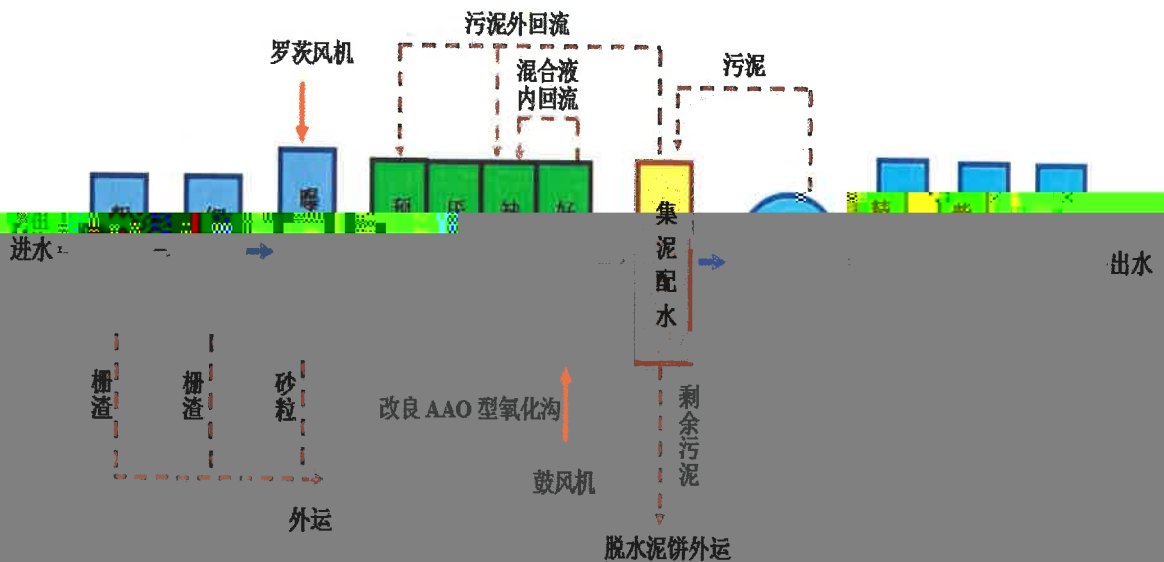 污泥外回流
罗茨风机
混合液
内回流
污泥
曝
集泥配水
进水
出水
栅渣
栅渣
砂粒
改良 AAO 型氧化沟
剩余污泥
鼓风机
外运
脱水泥饼外运